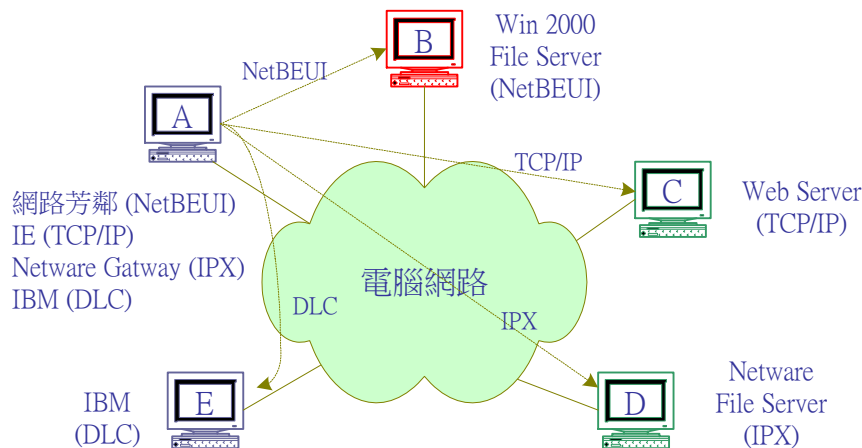 B
Win 2000
File Server
(NetBEUI)
NetBEUI
A
TCP/IP
C
Web Server
(TCP/IP)
網路芳鄰 (NetBEUI)
IE (TCP/IP)
Netware Gatway (IPX)
IBM (DLC)
電腦網路
DLC
IPX
IBM
(DLC)
E
D
Netware
File Server
(IPX)